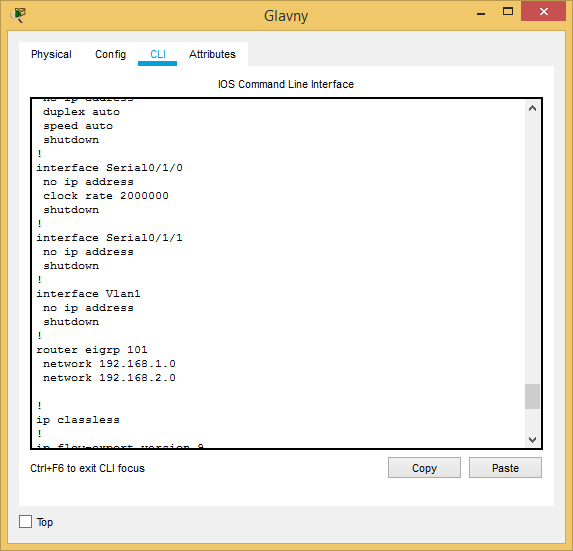 Glavny
Physical Config CLI Attributes
IOS Command Line Interface
no ip address
duplex auto
speed auto
shutdown
!
interface Serial0/1/0
no ip address
clock rate 2000000
shutdown
!
interface Serial0/1/1
no ip address
shutdown
!
interface Vlan1
no ip address
shutdown
!
router eigrp 101
network 192.168.1.0
network 192.168.2.0
!
ip classless
!
ip flow-export version 9
Ctrl+F6 to exit CLI focus
Copy Paste
Top